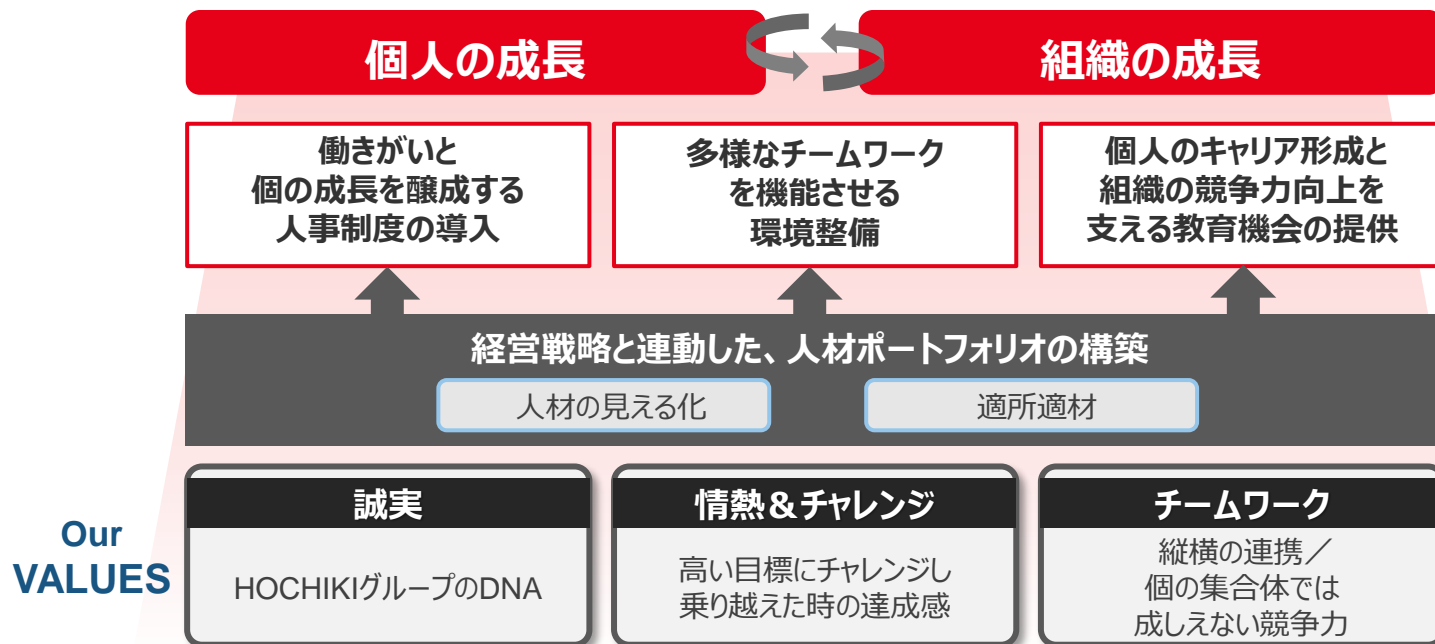 個人の成長
組織の成長
働きがいと
個の成長を醸成する
人事制度の導入
多様なチームワーク
を機能させる
環境整備
個人のキャリア形成と
組織の競争力向上を
支える教育機会の提供
経営戦略と連動した、人材ポートフォリオの構築
人材の見える化
適所適材
Our
VALUES
誠実
HOCHIKIグループのDNA
情熱＆チャレンジ
高い目標にチャレンジし
乗り越えた時の達成感
チームワーク
縦横の連携／
個の集合体では
成しえない競争力